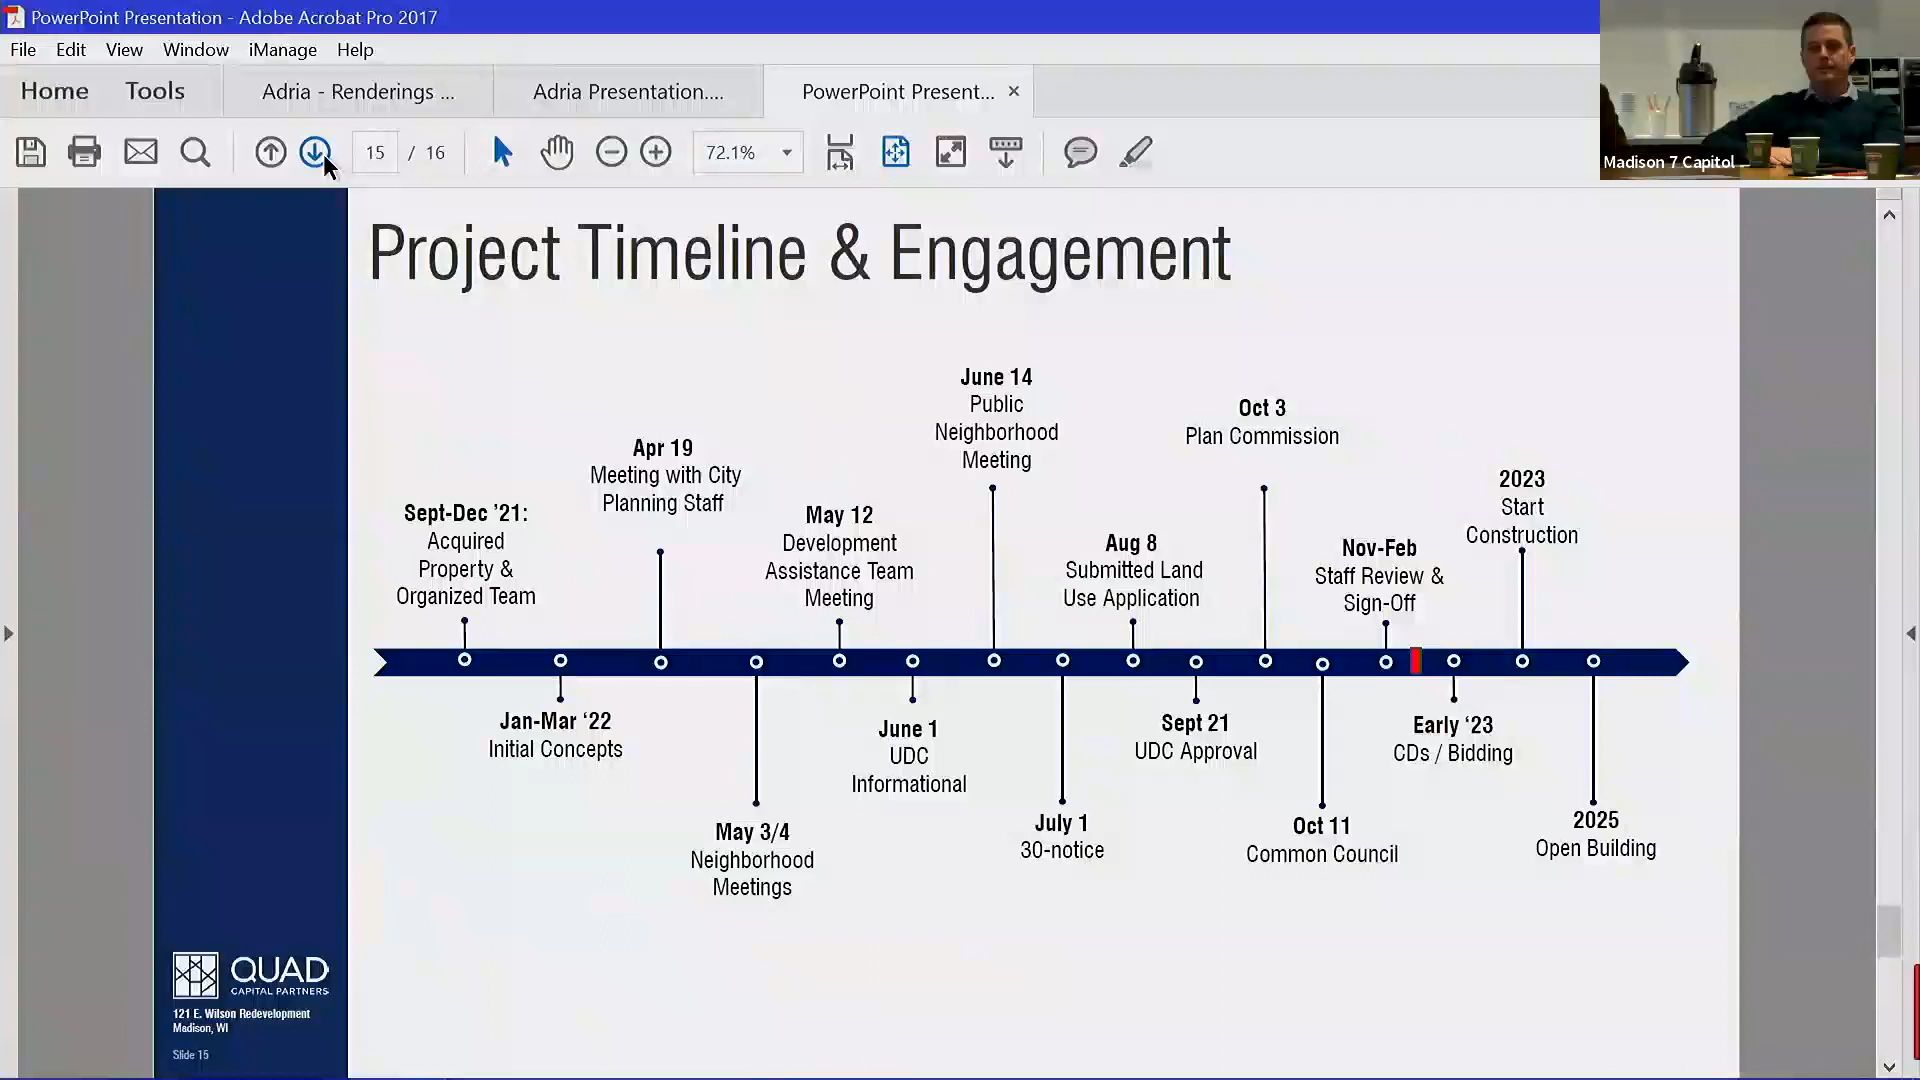 PowerPoint Presentation - Adobe Acrobat Pro 2017
File Edit View Window iManage Help
Home Tools Adria - Renderings ... Adria Presentation.... PowerPoint Present... ×
15 / 16 72.1%
Madison 7 Capitol ...
Project Timeline & Engagement
June 14
Public
Neighborhood
Meeting
Oct 3
Plan Commission
Apr 19
Meeting with City
Planning Staff
2023
Start
Construction
Sept-Dec ’21:
Acquired
Property &
Organized Team
May 12
Development
Assistance Team
Meeting
Aug 8
Submitted Land
Use Application
Nov-Feb
Staff Review &
Sign-Off
Jan-Mar ‘22
Initial Concepts
June 1
UDC
Informational
Sept 21
UDC Approval
Early ‘23
CDs / Bidding
May 3/4
Neighborhood
Meetings
July 1
30-notice
Oct 11
Common Council
2025
Open Building
QUAD
CAPITAL PARTNERS
121 E. Wilson Redevelopment
Madison, WI
Slide 15